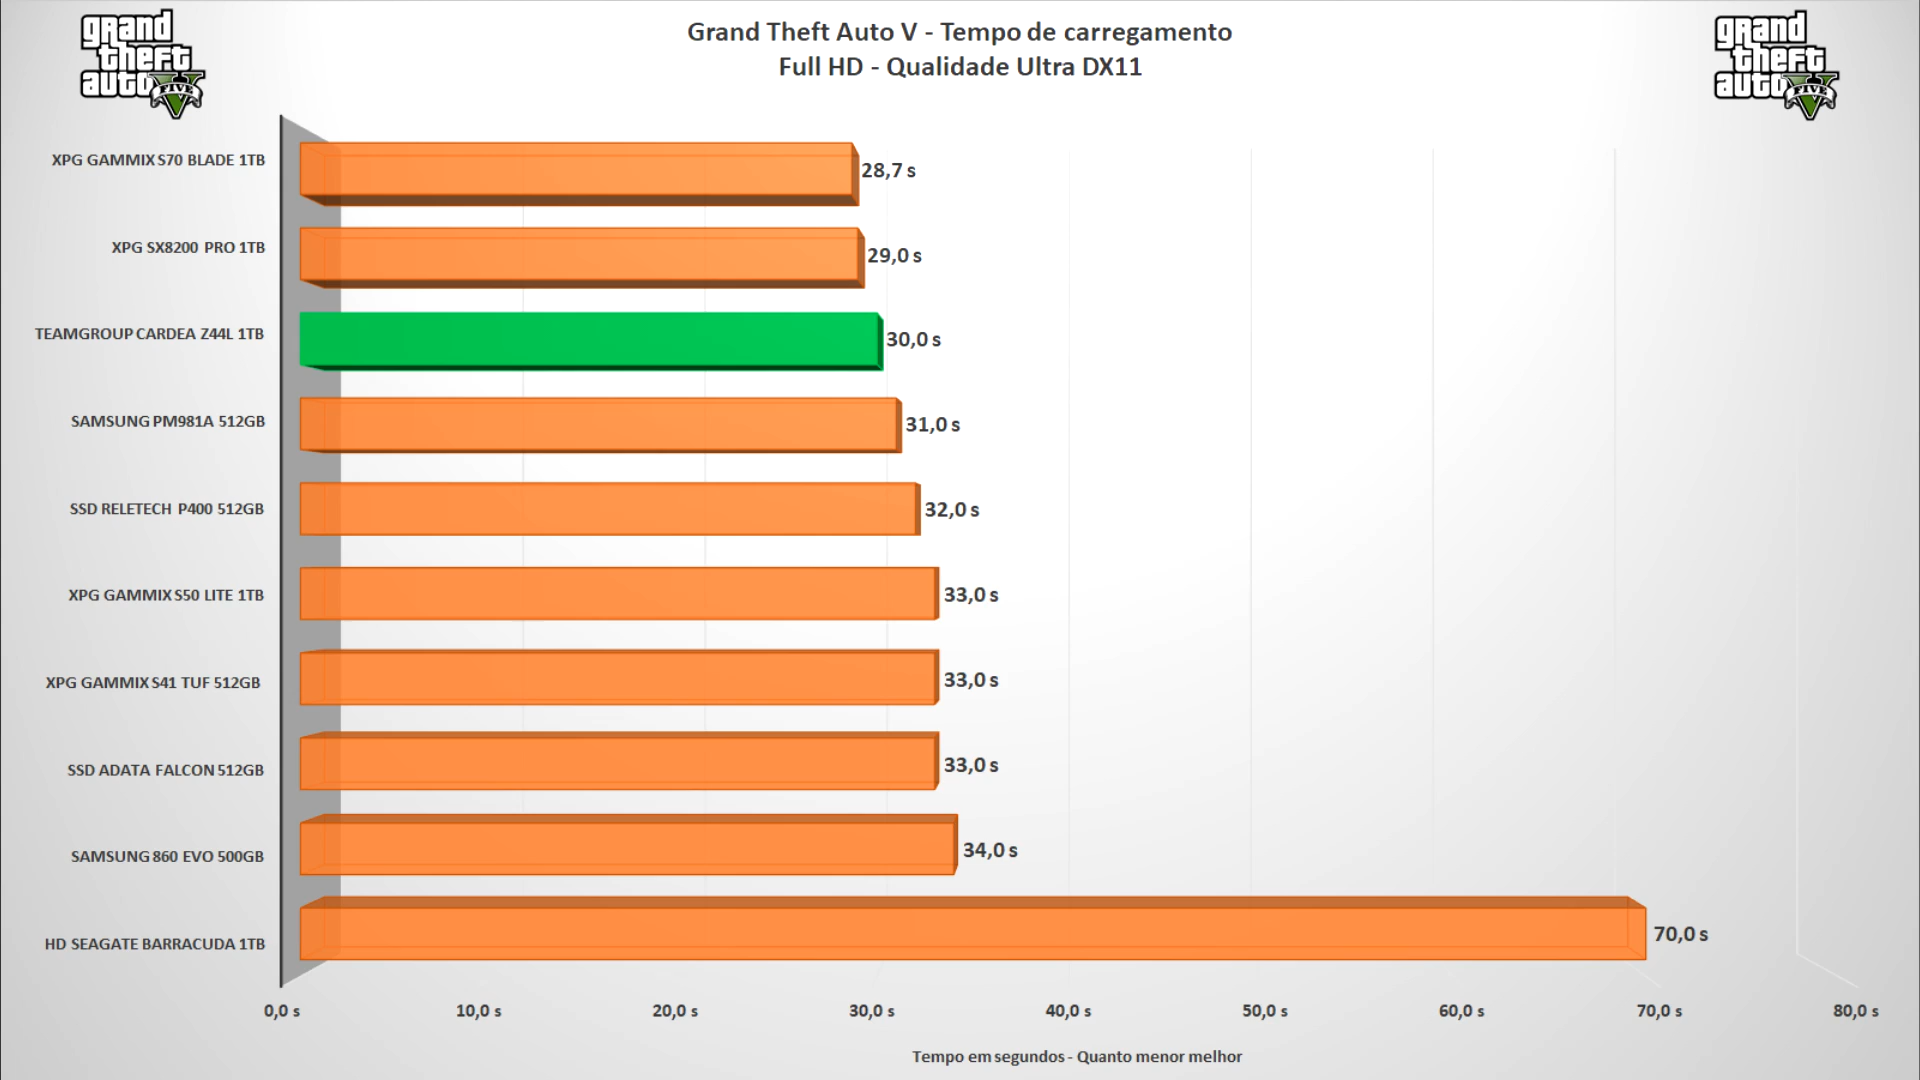 grand
theft
auto
FIVE
Grand Theft Auto V - Tempo de carregamento
Full HD - Qualidade Ultra DX11
grand
theft
auto
FIVE
XPG GAMMIX S70 BLADE 1TB
28,7 s
XPG SX8200 PRO 1TB
29,0 s
TEAMGROUP CARDEA Z44L 1TB
30,0 s
SAMSUNG PM981A 512GB
31,0 s
SSD RELETECH P400 512GB
32,0 s
XPG GAMMIX S50 LITE 1TB
33,0 s
XPG GAMMIX S41 TUF 512GB
33,0 s
SSD ADATA FALCON 512GB
33,0 s
SAMSUNG 860 EVO 500GB
34,0 s
HD SEAGATE BARRACUDA 1TB
70,0 s
0,0 s 10,0 s 20,0 s 30,0 s 40,0 s 50,0 s 60,0 s 70,0 s 80,0 s
Tempo em segundos - Quanto menor melhor